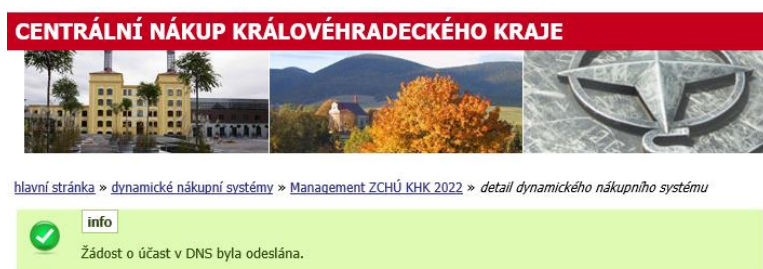 CENTRÁLNÍ NÁKUP KRÁLOVÉHRADECKÉHO KRAJE
hlavní stránka » dynamické nákupní systémy » Management ZCHÚ KHK 2022 » detail dynamického nákupního systému
info
Žádost o účast v DNS byla odeslána.